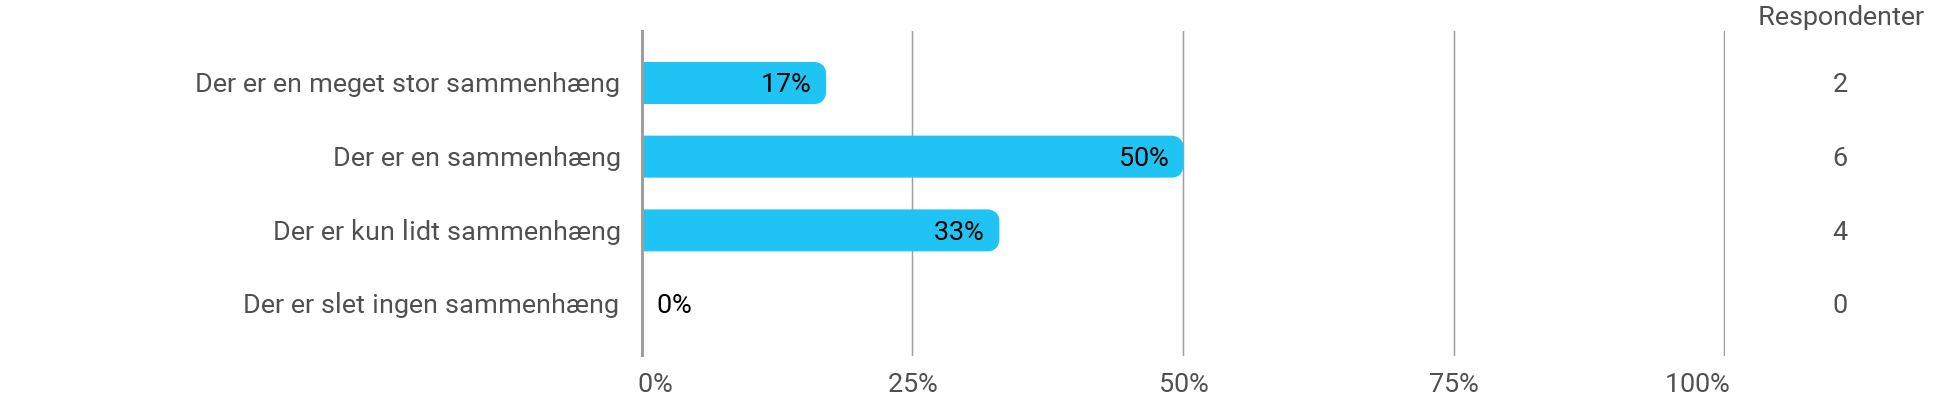 Respondenter
Der er en meget stor sammenhæng 17% 2
Der er en sammenhæng 50% 6
Der er kun lidt sammenhæng 33% 4
Der er slet ingen sammenhæng 0% 0
0% 25% 50% 75% 100%